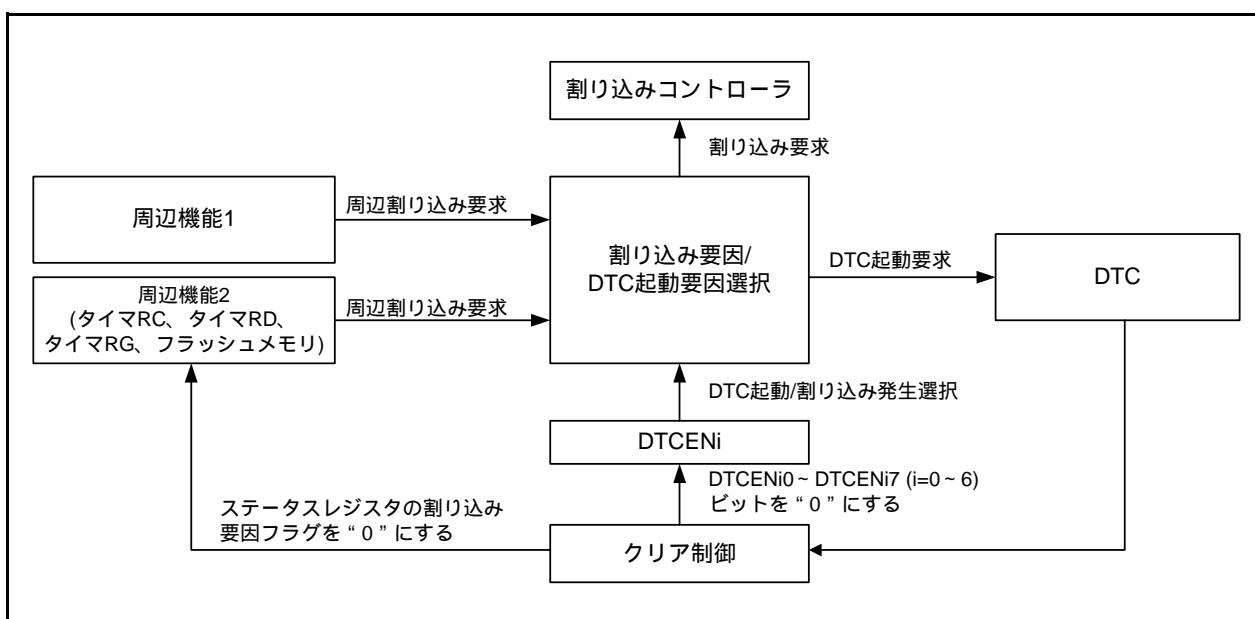 割り込みコントローラ
割り込み要求
周辺機能1
周辺割り込み要求
割り込み要因/
DTC起動要因選択
DTC起動要求
DTC
周辺機能2
(タイマRC、タイマRD、
タイマRG、フラッシュメモリ)
周辺割り込み要求
DTC起動/割り込み発生選択
DTCENi
DTCENi0~DTCENi7 (i=0~6)
ビットを“0”にする
ステータスレジスタの割り込み
要因フラグを“0”にする
クリア制御